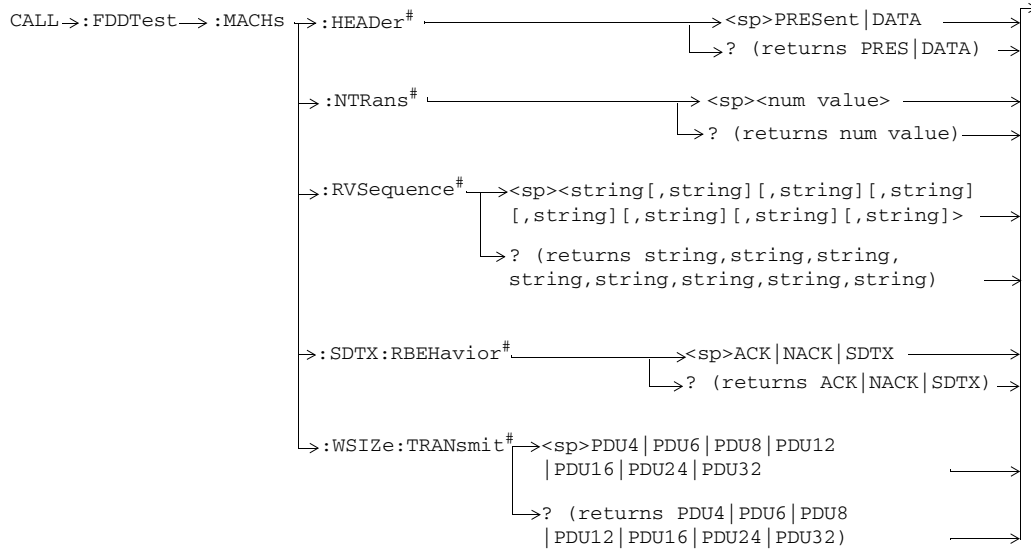 CALL :FDDTest :MACHs :HEADer# <sp>PRESent|DATA
? (returns PRES|DATA)
:NTRans# <sp><num value>
? (returns num value)
:RVSequence# <sp><string[,string][,string][,string]
[,string][,string][,string][,string]>
? (returns string,string,string,
string,string,string,string,string)
:SDTX:RBEHavior# <sp>ACK|NACK|SDTX
? (returns ACK|NACK|SDTX)
:WSIZe:TRANsmit# <sp>PDU4|PDU6|PDU8|PDU12
|PDU16|PDU24|PDU32
? (returns PDU4|PDU6|PDU8
|PDU12|PDU16|PDU24|PDU32)